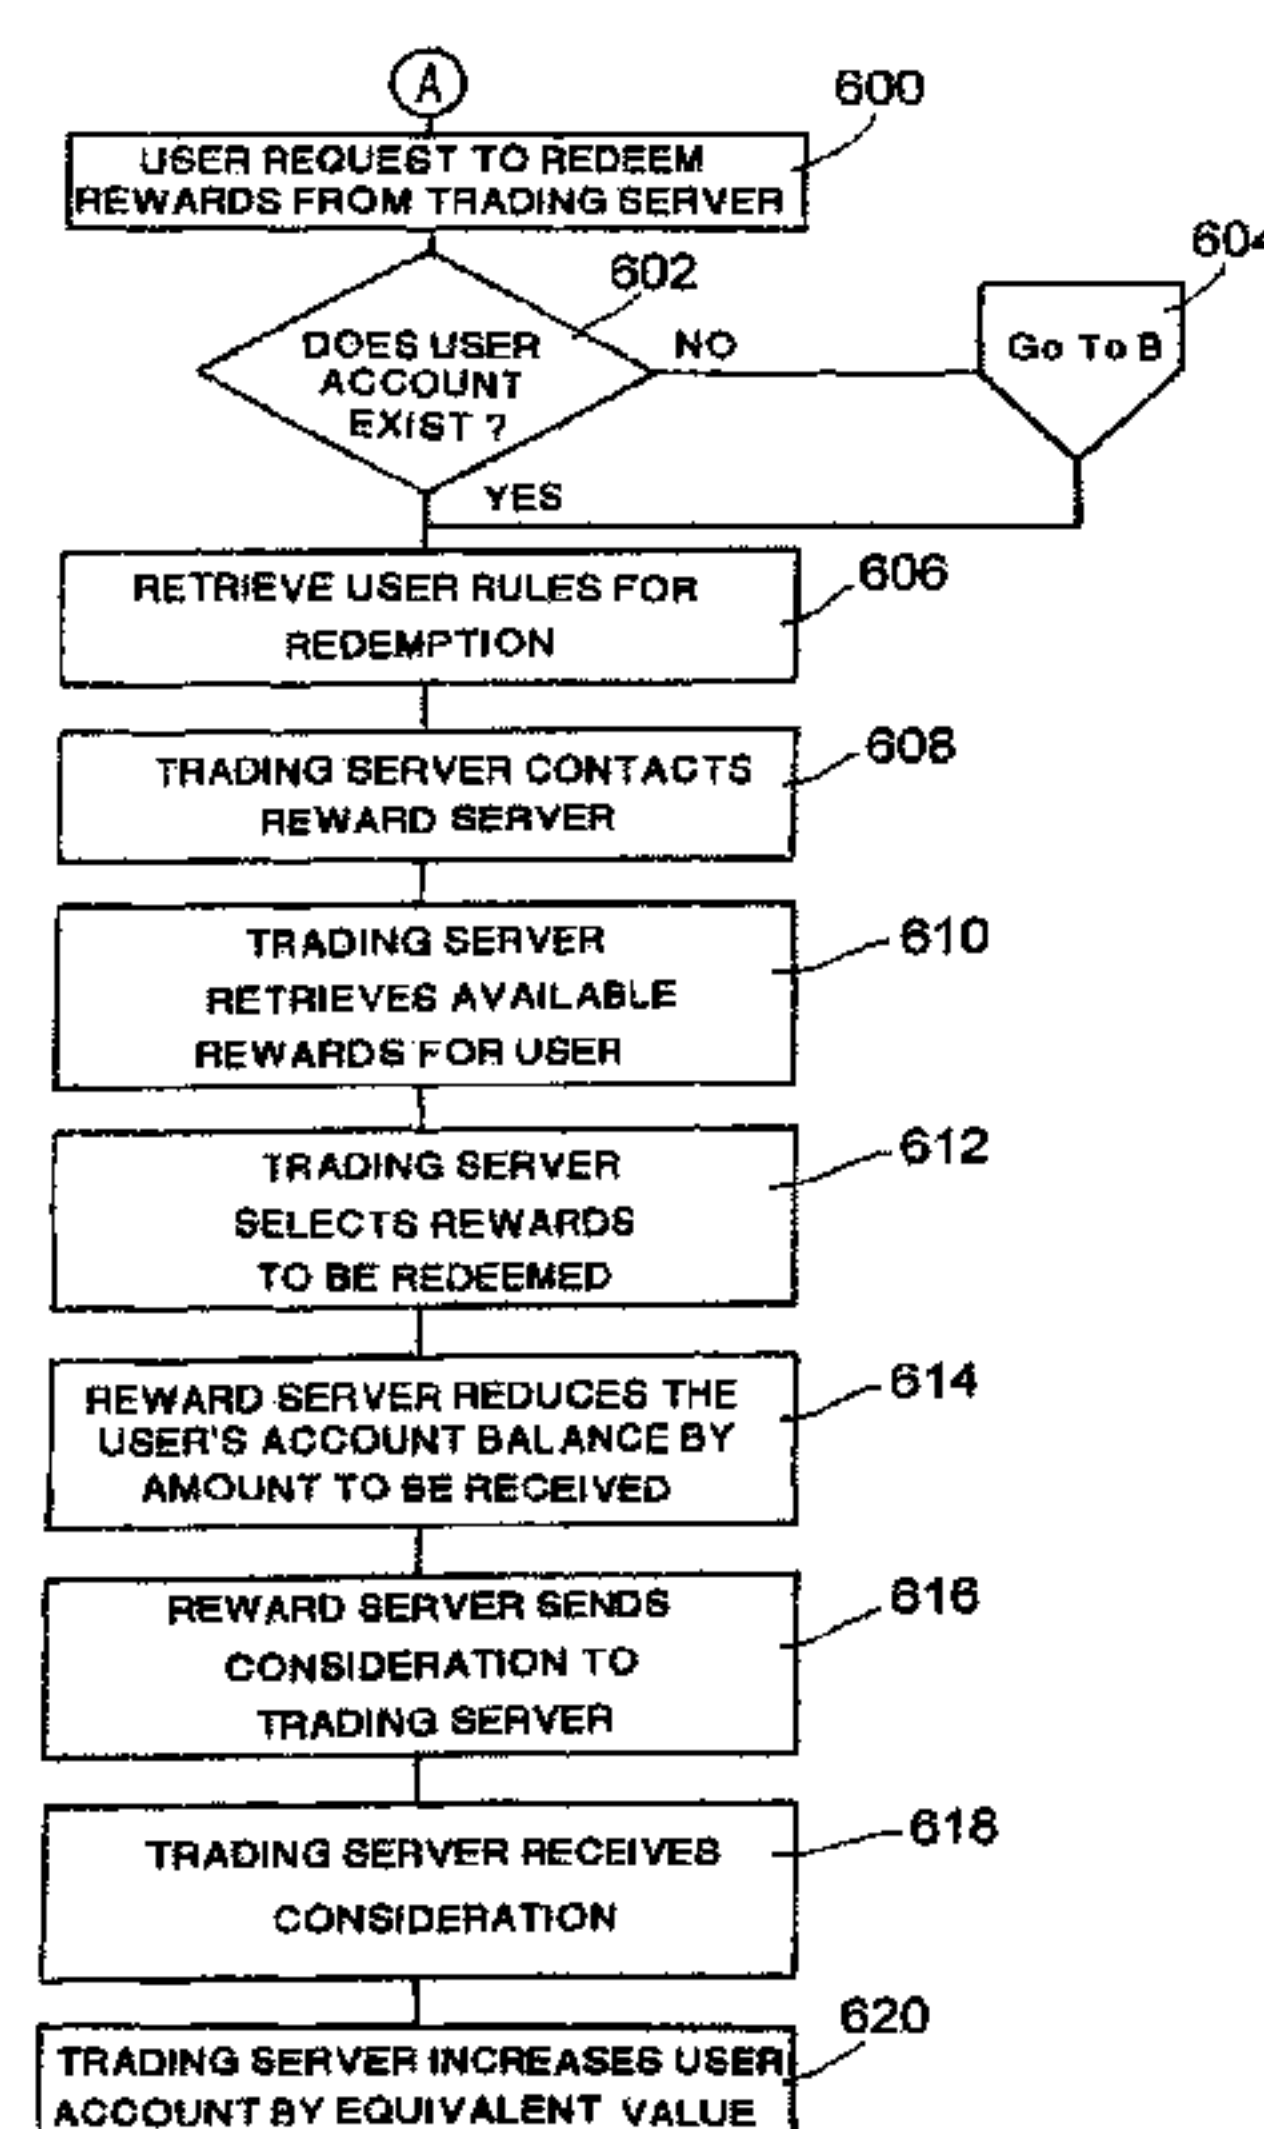 A
600
USER REQUEST TO REDEEM
REWARDS FROM TRADING SERVER
602
604
DOES USER
ACCOUNT
EXIST ?
NO
Go To B
YES
RETRIEVE USER RULES FOR
REDEMPTION
606
TRADING SERVER CONTACTS
REWARD SERVER
608
TRADING SERVER
RETRIEVES AVAILABLE
REWARDS FOR USER
610
TRADING SERVER
SELECTS REWARDS
TO BE REDEEMED
612
REWARD SERVER REDUCES THE
USER'S ACCOUNT BALANCE BY
AMOUNT TO BE RECEIVED
614
REWARD SERVER SENDS
CONSIDERATION TO
TRADING SERVER
616
TRADING SERVER RECEIVES
CONSIDERATION
618
620
TRADING SERVER INCREASES USER
ACCOUNT BY EQUIVALENT VALUE